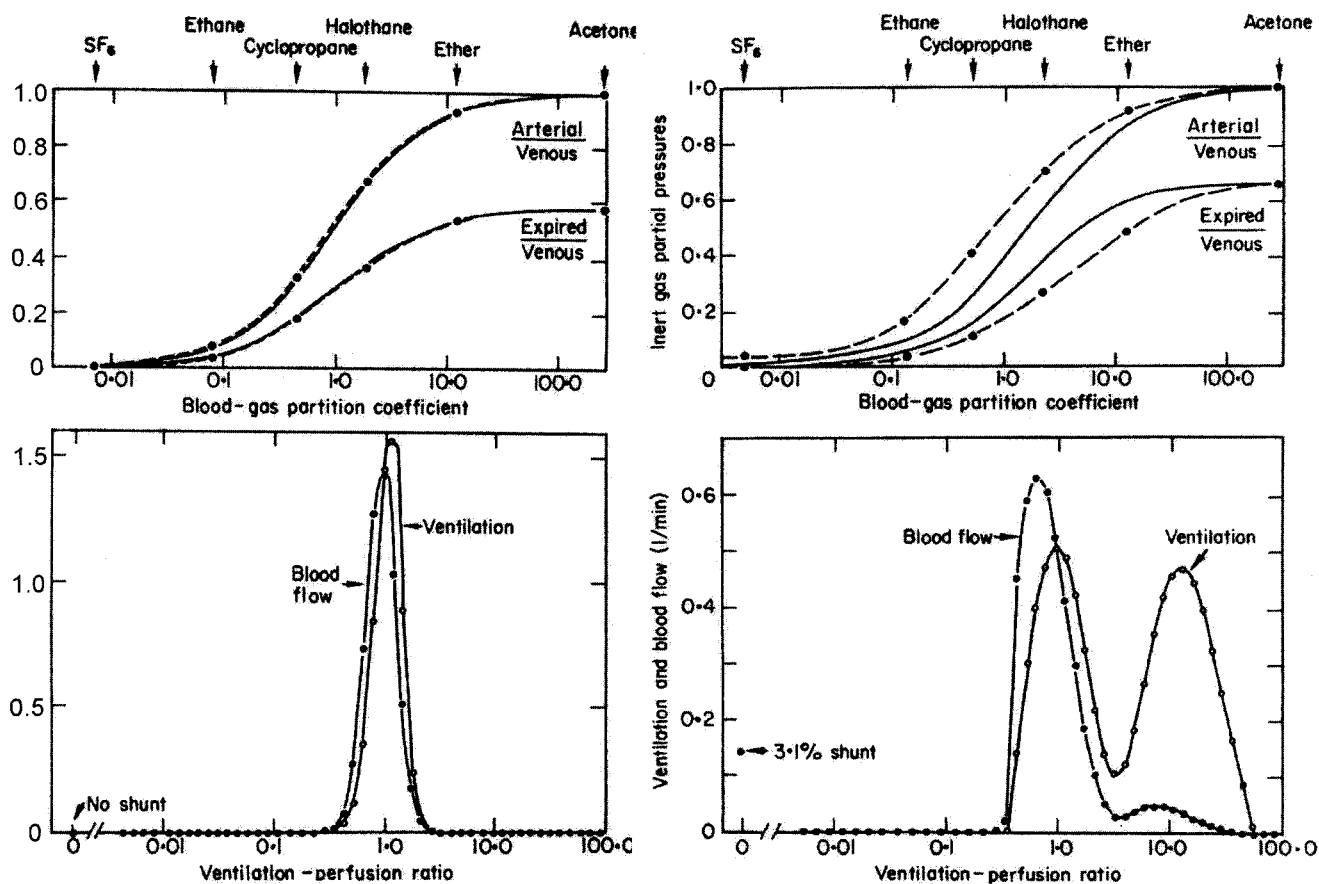 SF₆
Ethane
Cyclopropane
Halothane
Ether
Acetone
1.0
0.8
0.6
0.4
0.2
0
Arterial
Venous
Expired
Venous
0·01 0·1 1·0 10·0 100·0
Blood-gas partition coefficient
SF₆
Ethane
Cyclopropane
Halothane
Ether
Acetone
Inert gas partial pressures
1·0
0·8
0·6
0·4
0·2
0
Arterial
Venous
Expired
Venous
0·01 0·1 1·0 10·0 100·0
Blood-gas partition coefficient
1.5
1.0
0.5
0
Blood
flow
Ventilation
No shunt
0 0·01 0·1 1·0 10·0 100·0
Ventilation-perfusion ratio
Ventilation and blood flow (l/min)
0·6
0·4
0·2
0
Blood flow
Ventilation
3·1% shunt
0 0·01 0·1 1·0 10·0 100·0
Ventilation-perfusion ratio